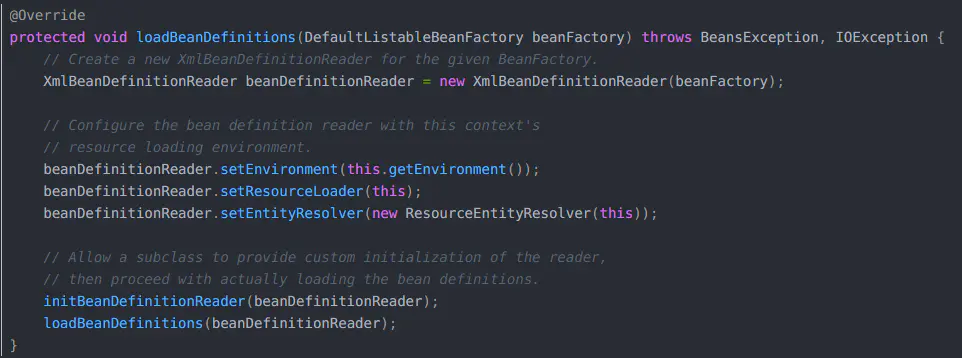 @Override
protected void loadBeanDefinitions(DefaultListableBeanFactory beanFactory) throws BeansException, IOException {
// Create a new XmlBeanDefinitionReader for the given BeanFactory.
XmlBeanDefinitionReader beanDefinitionReader = new XmlBeanDefinitionReader(beanFactory);
// Configure the bean definition reader with this context's
// resource loading environment.
beanDefinitionReader.setEnvironment(this.getEnvironment());
beanDefinitionReader.setResourceLoader(this);
beanDefinitionReader.setEntityResolver(new ResourceEntityResolver(this));
// Allow a subclass to provide custom initialization of the reader,
// then proceed with actually loading the bean definitions.
initBeanDefinitionReader(beanDefinitionReader);
loadBeanDefinitions(beanDefinitionReader);
}